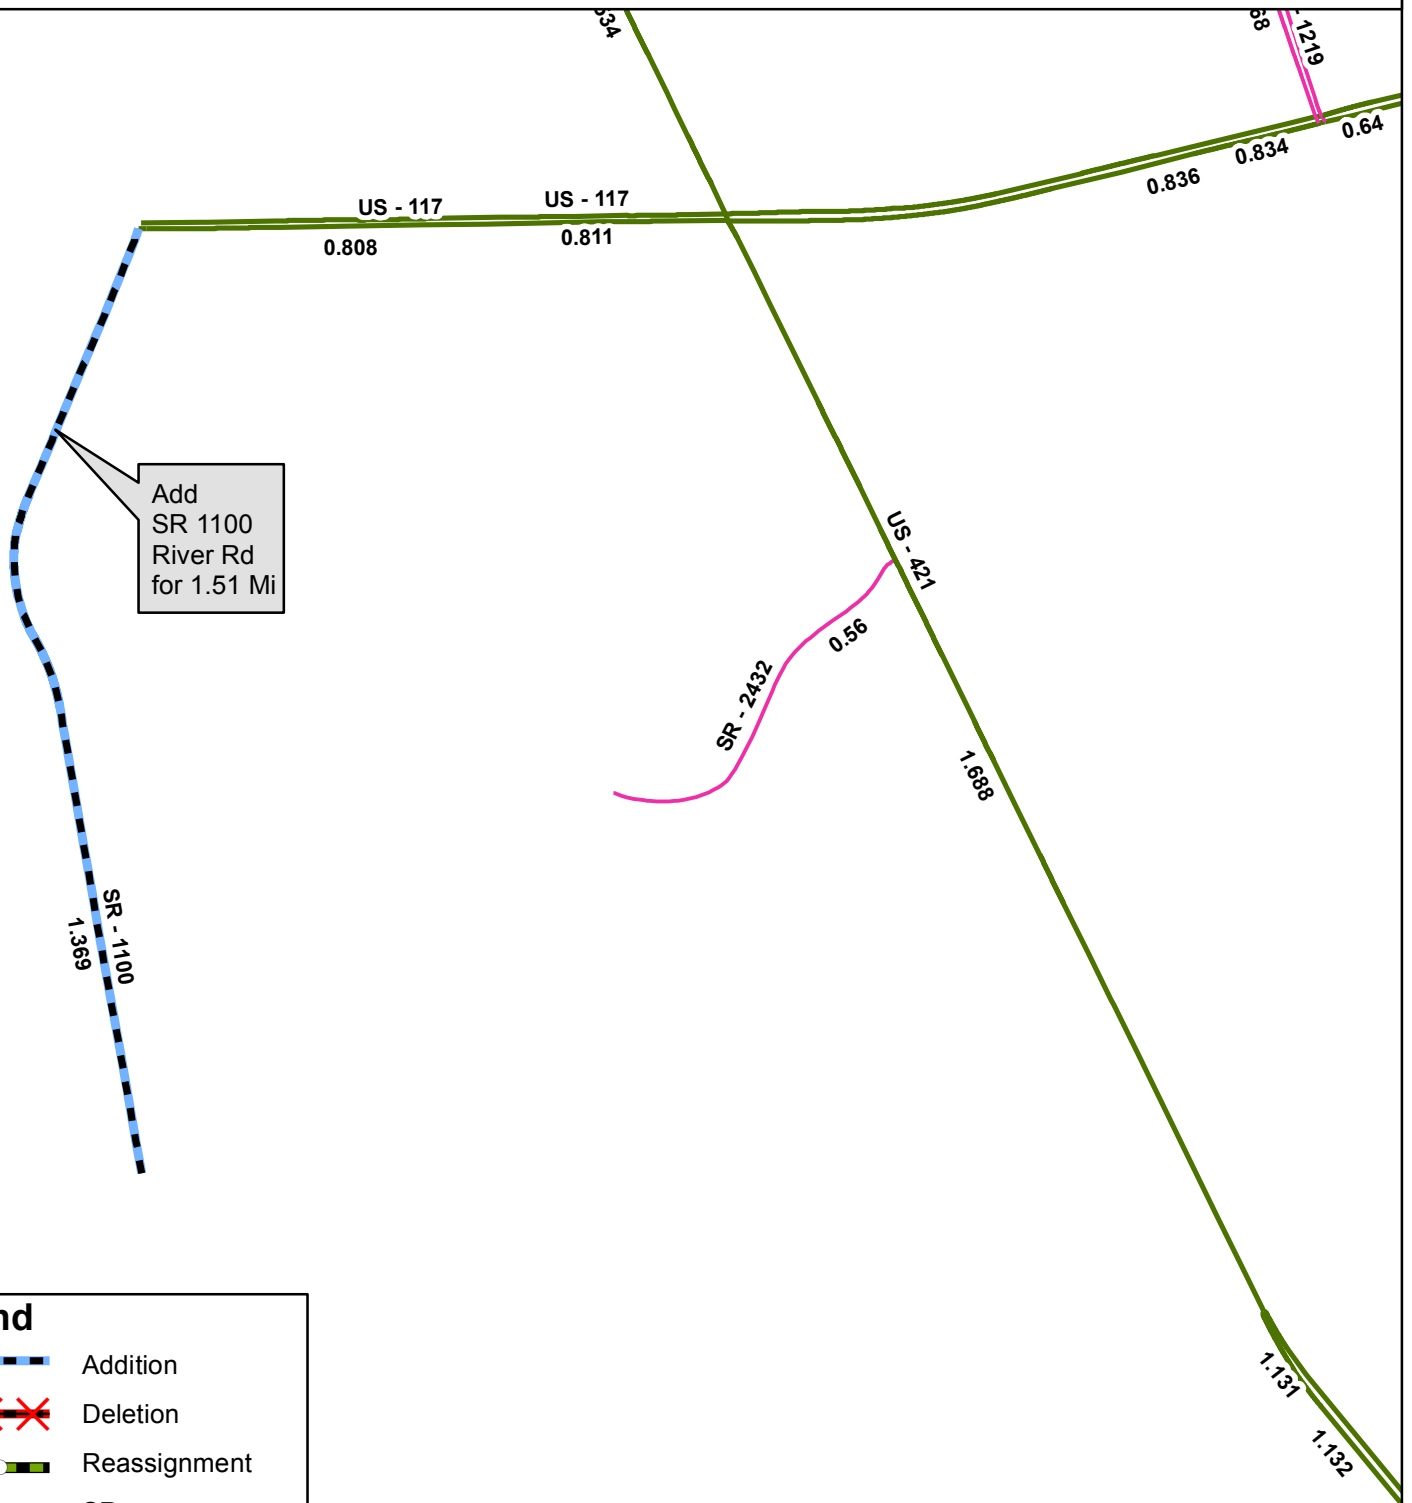 1219
0.64
0.834
0.836
US - 117
US - 117
0.808
0.811
Add
SR 1100
River Rd
for 1.51 Mi
US - 421
0.56
SR - 2432
1.688
SR - 1100
1.369
1.131
1.132
Addition
Deletion
Reassignment